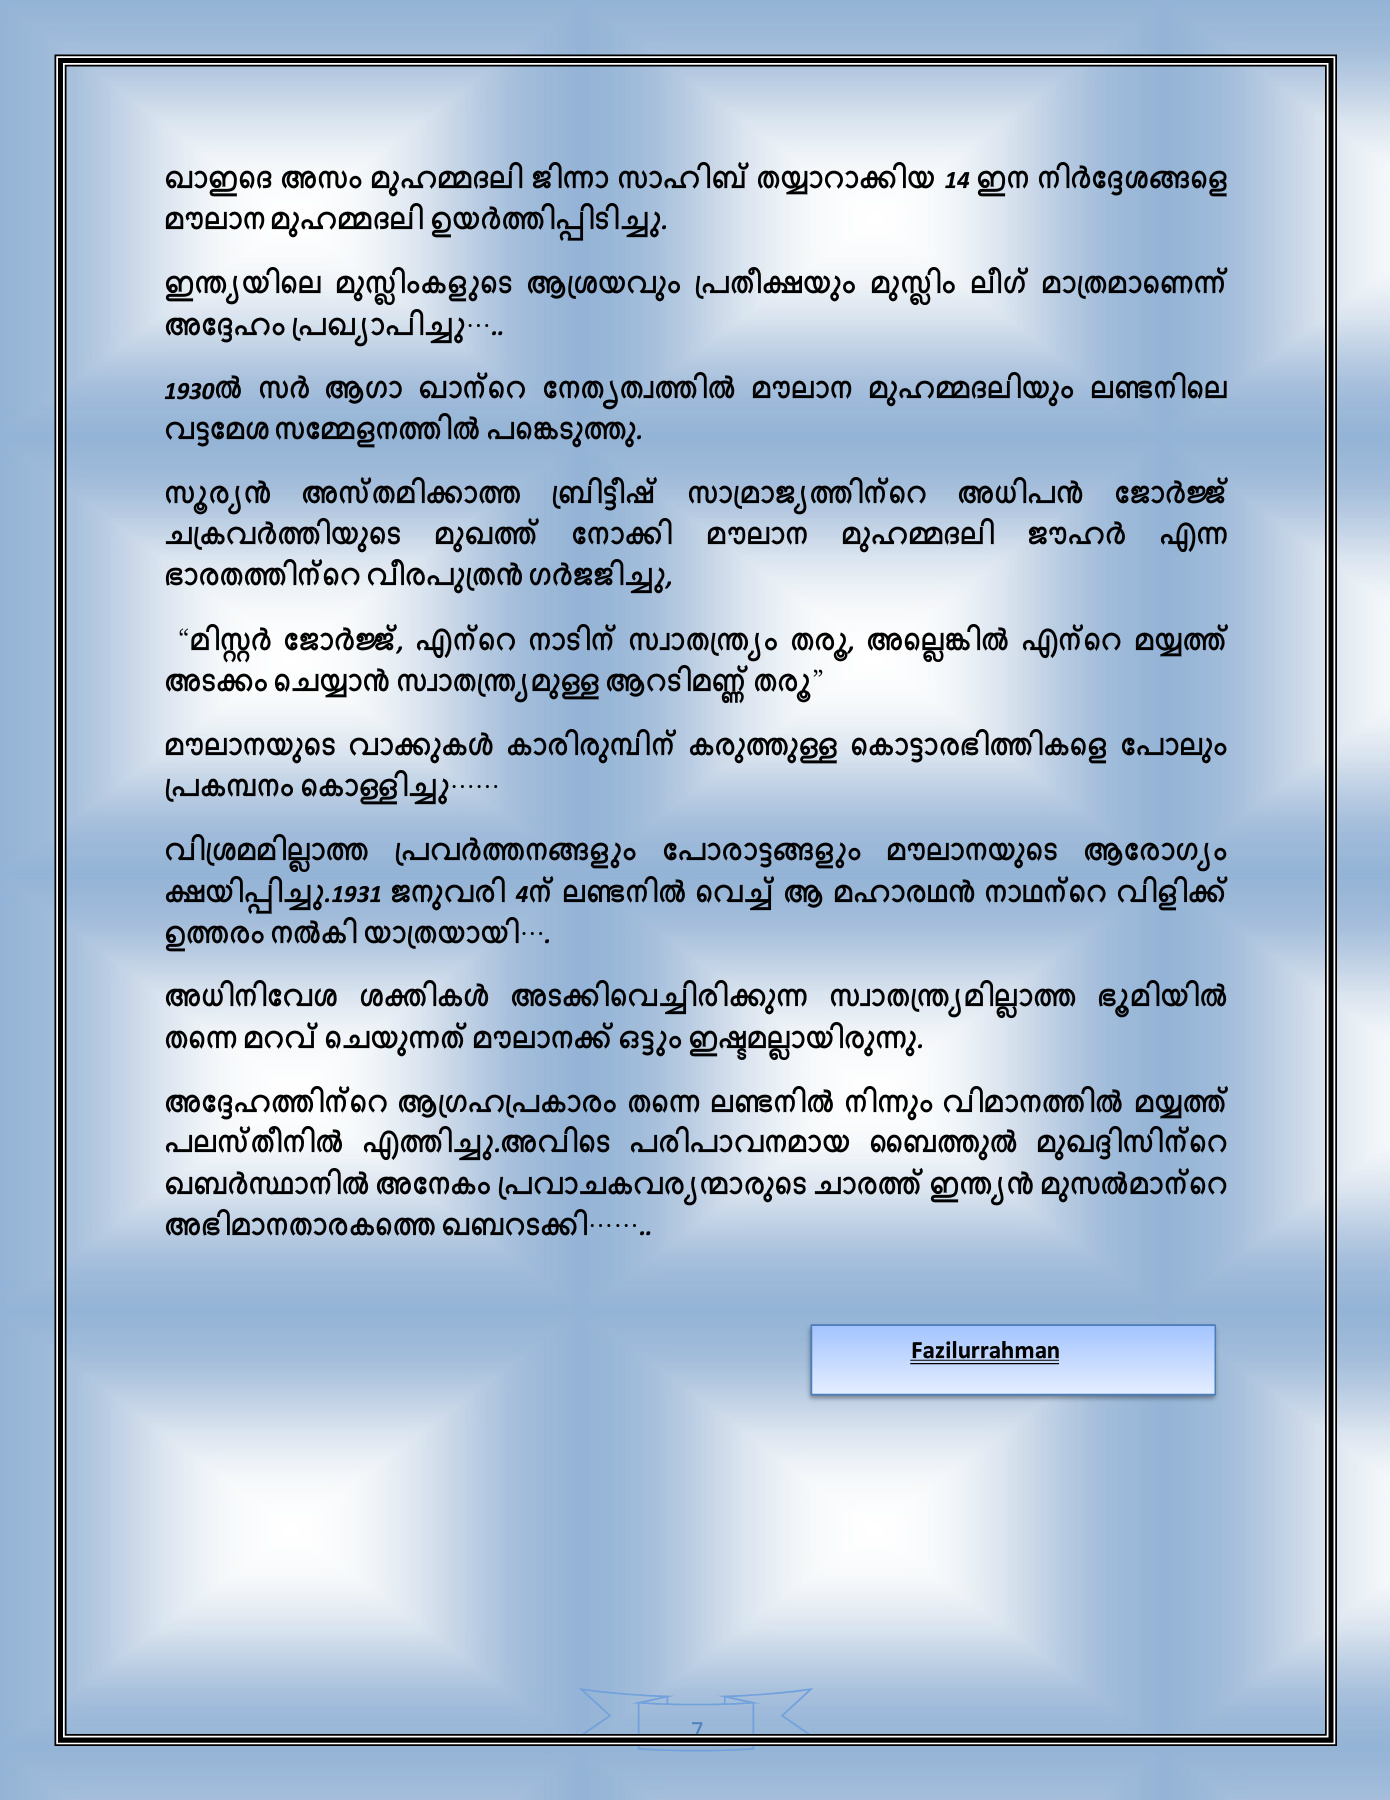 ഖാഇദെ അസം മുഹമ്മദലി ജിന്നാ സാഹിബ് തയ്യാറാക്കിയ 14 ഇന നിർദ്ദേശങ്ങളെ
മൗലാന മുഹമ്മദലി ഉയർത്തിപ്പിടിച്ചു.
ഇന്ത്യയിലെ മുസ്ലിംകളുടെ ആശ്രയവും പ്രതീക്ഷയും മുസ്ലിം ലീഗ് മാത്രമാണെന്ന്
അദ്ദേഹം പ്രഖ്യാപിച്ചു…..
1930ൽ സർ ആഗാ ഖാന്റെ നേതൃത്വത്തിൽ മൗലാന മുഹമ്മദലിയും ലണ്ടനിലെ
വട്ടമേശ സമ്മേളനത്തിൽ പങ്കെടുത്തു.
സൂര്യൻ അസ്തമിക്കാത്ത ബ്രിട്ടീഷ് സാമ്രാജ്യത്തിന്റെ അധിപൻ ജോർജ്ജ്
ചക്രവർത്തിയുടെ മുഖത്ത് നോക്കി മൗലാന മുഹമ്മദലി ജൗഹർ എന്ന
ഭാരതത്തിന്റെ വീരപുത്രൻ ഗർജജിച്ചു,
“മിസ്റ്റർ ജോർജ്ജ്, എന്റെ നാടിന് സ്വാതന്ത്ര്യം തരൂ, അല്ലെങ്കിൽ എന്റെ മയ്യത്ത്
അടക്കം ചെയ്യാൻ സ്വാതന്ത്ര്യമുള്ള ആറടിമണ്ണ് തരൂ”
മൗലാനയുടെ വാക്കുകൾ കാരിരുമ്പിന് കരുത്തുള്ള കൊട്ടാരഭിത്തികളെ പോലും
പ്രകമ്പനം കൊള്ളിച്ചു……
വിശ്രമമില്ലാത്ത പ്രവർത്തനങ്ങളും പോരാട്ടങ്ങളും മൗലാനയുടെ ആരോഗ്യം
ക്ഷയിപ്പിച്ചു.1931 ജനുവരി 4ന് ലണ്ടനിൽ വെച്ച് ആ മഹാരഥൻ നാഥന്റെ വിളിക്ക്
ഉത്തരം നൽകി യാത്രയായി….
അധിനിവേശ ശക്തികൾ അടക്കിവെച്ചിരിക്കുന്ന സ്വാതന്ത്ര്യമില്ലാത്ത ഭൂമിയിൽ
തന്നെ മറവ് ചെയുന്നത് മൗലാനക്ക് ഒട്ടും ഇഷ്ടമല്ലായിരുന്നു.
അദ്ദേഹത്തിന്റെ ആഗ്രഹപ്രകാരം തന്നെ ലണ്ടനിൽ നിന്നും വിമാനത്തിൽ മയ്യത്ത്
പലസ്തീനിൽ എത്തിച്ചു.അവിടെ പരിപാവനമായ ബൈത്തുൽ മുഖദ്ദിസിന്റെ
ഖബർസ്ഥാനിൽ അനേകം പ്രവാചകവര്യന്മാരുടെ ചാരത്ത് ഇന്ത്യൻ മുസൽമാന്റെ
അഭിമാനതാരകത്തെ ഖബറടക്കി……..
Fazilurrahman
7